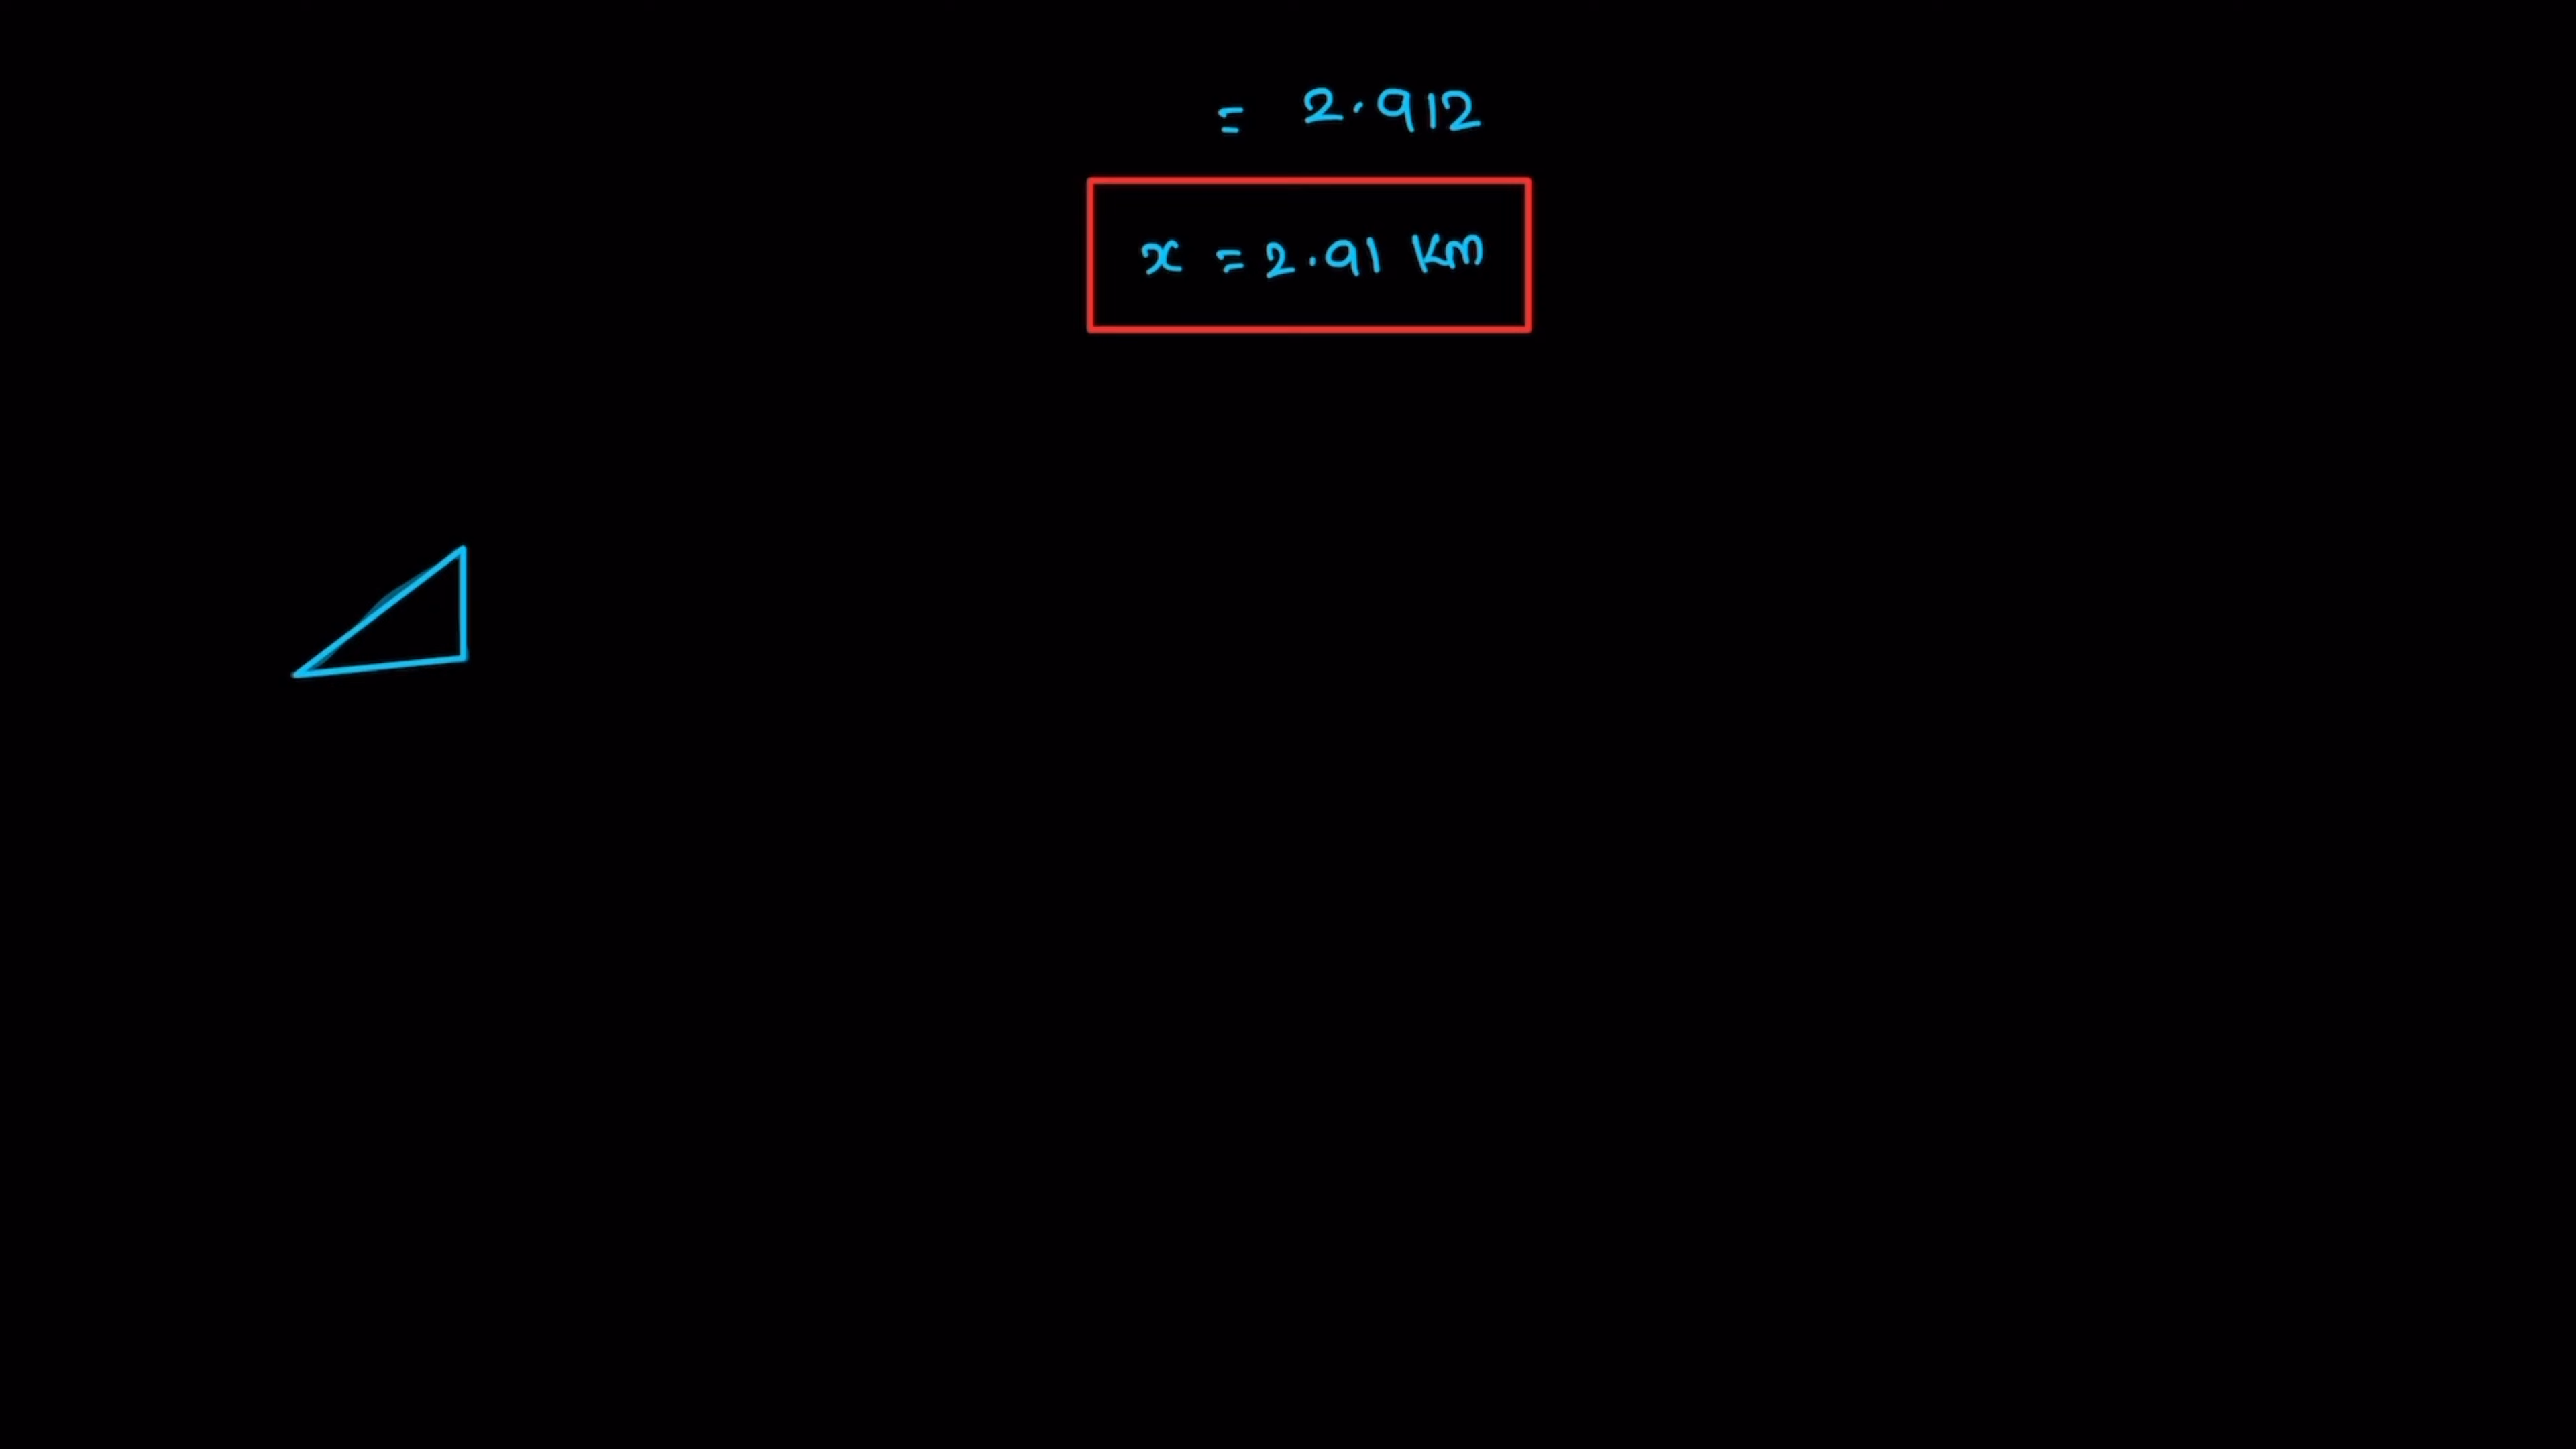 = 2.912
x = 2.91 km